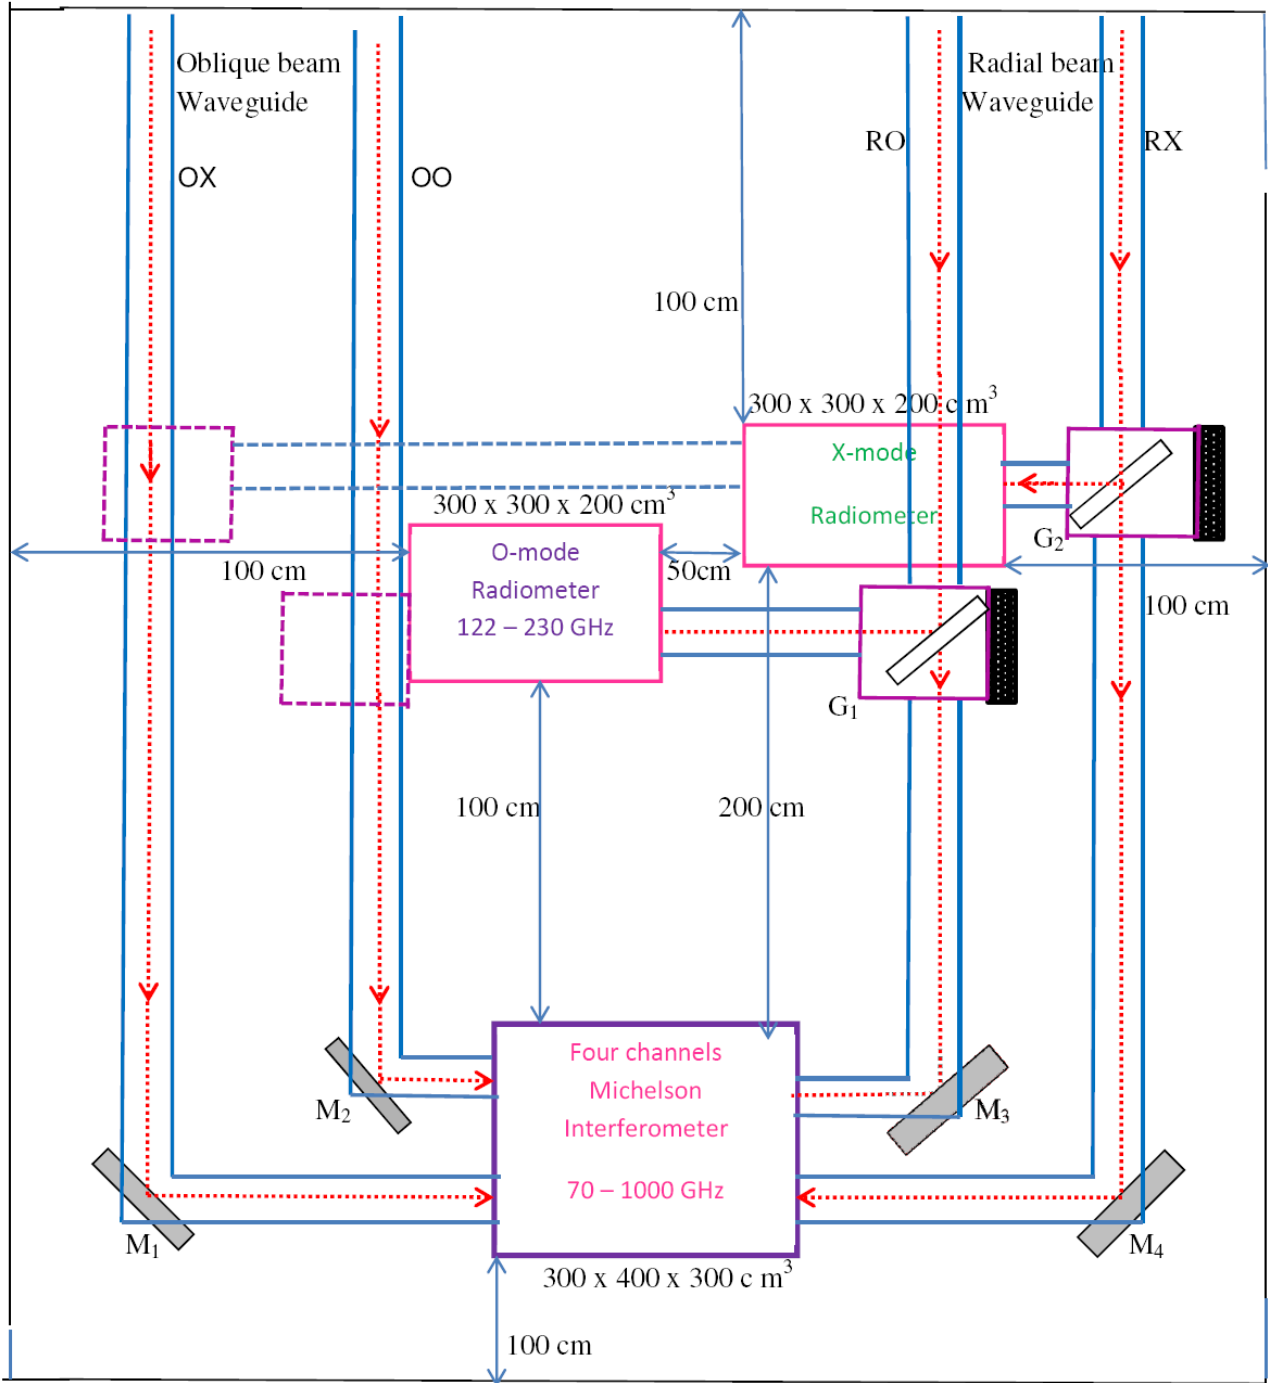 Oblique beam
Waveguide
Radial beam
Waveguide
RO
RX
OX
OO
100 cm
300 x 300 x 200 c m³
X-mode
Radiometer
300 x 300 x 200 cm³
G₂
O-mode
Radiometer
122 – 230 GHz
100 cm
50cm
100 cm
G₁
100 cm
200 cm
Four channels
Michelson
Interferometer
70 – 1000 GHz
M₂
M₃
M₁
M₄
300 x 400 x 300 c m³
100 cm